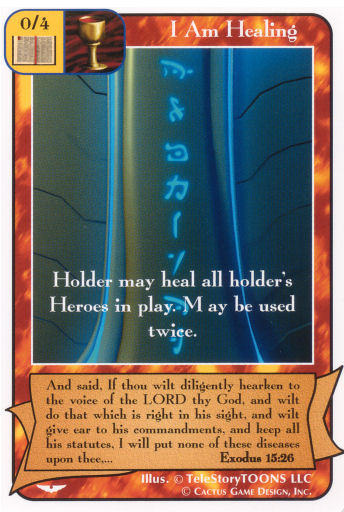 0/4
I Am Healing
Holder may heal all holder's
Heroes in play. M ay be used
twice.
And said, If thou wilt diligently hearken to
the voice of the LORD thy God, and wilt
do that which is right in his sight, and wilt
give ear to his commandments, and keep all
his statutes, I will put none of these diseases
upon thee,... Exodus 15:26
Illus. © TeleStoryTOONS LLC
© Cactus Game Design, Inc.